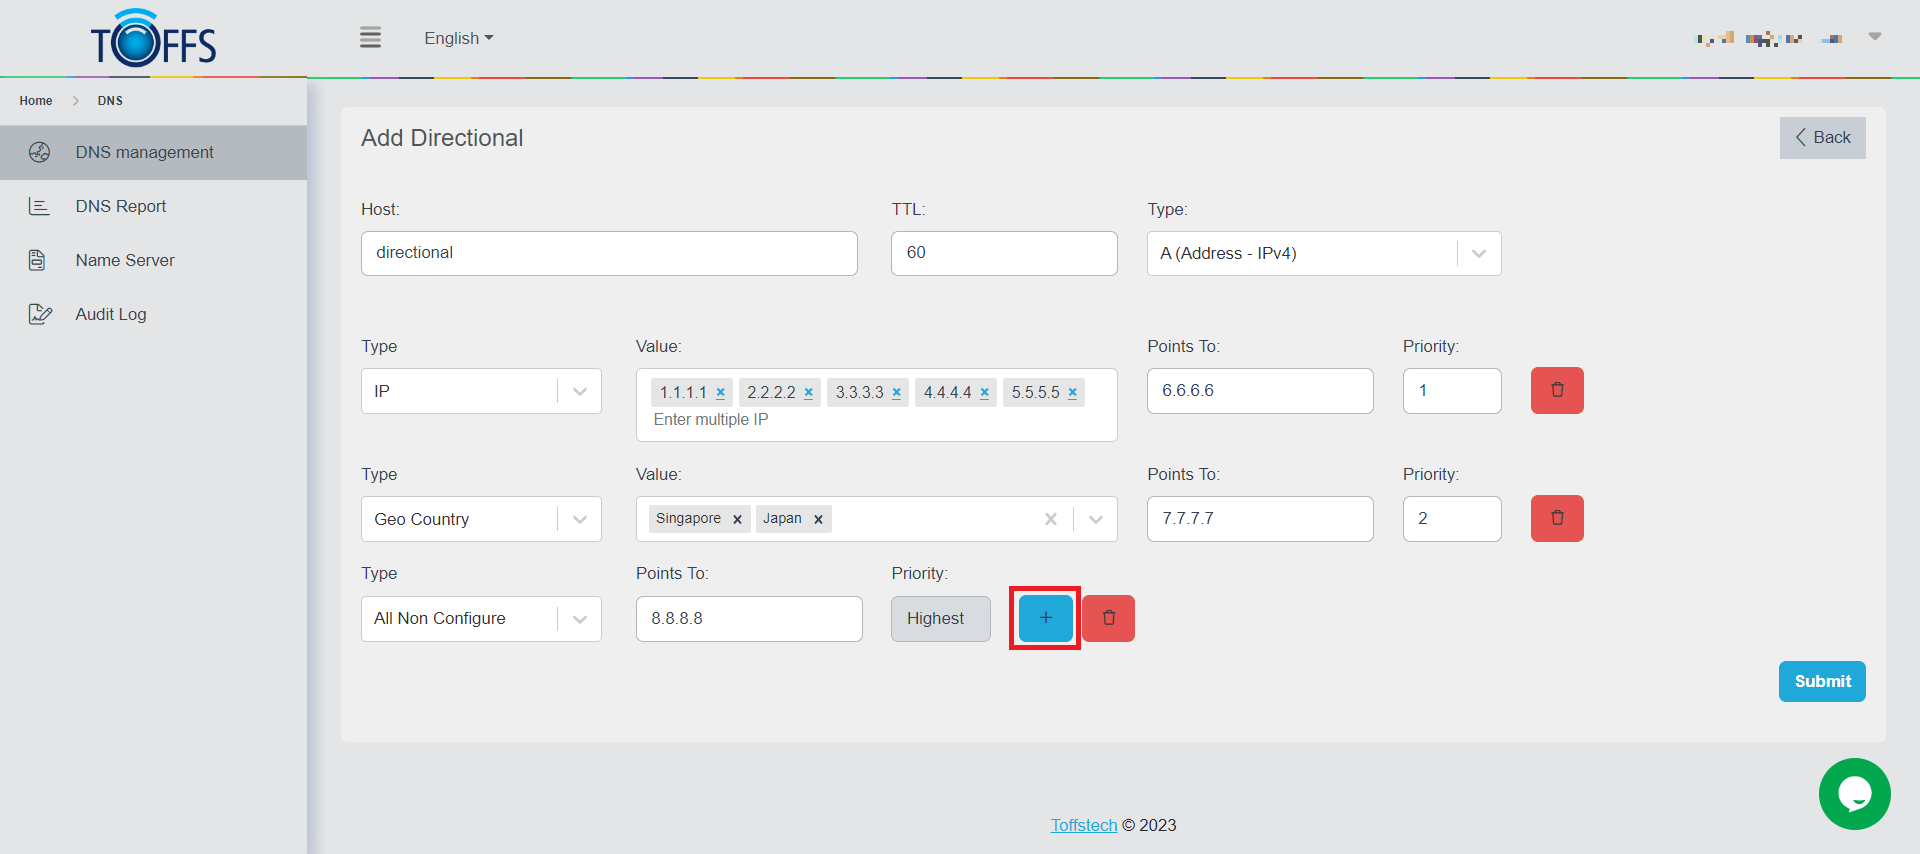 TOFFS
English
Home > DNS
DNS management
DNS Report
Name Server
Audit Log
Add Directional
Back
Host: TTL: Type:
directional 60 A (Address - IPv4)
Type Value: Points To: Priority:
IP 1.1.1.1 × 2.2.2.2 × 3.3.3.3 × 4.4.4.4 × 5.5.5.5 × 6.6.6.6 1
Enter multiple IP
Type Value: Points To: Priority:
Geo Country Singapore × Japan × 7.7.7.7 2
Type Points To: Priority:
All Non Configure 8.8.8.8 Highest +
Submit
Toffstech © 2023